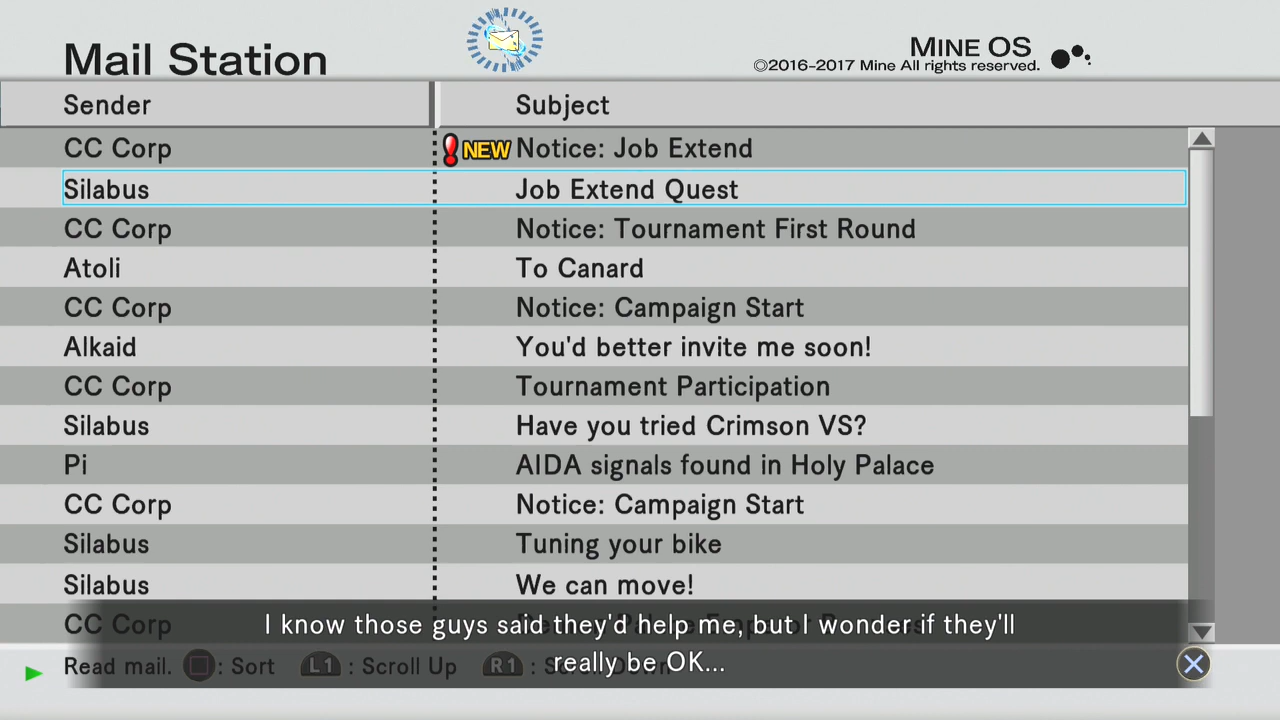 Mail Station
MINE OS
©2016-2017 Mine All rights reserved.
Sender Subject
CC Corp NEW Notice: Job Extend
Silabus Job Extend Quest
CC Corp Notice: Tournament First Round
Atoli To Canard
CC Corp Notice: Campaign Start
Alkaid You'd better invite me soon!
CC Corp Tournament Participation
Silabus Have you tried Crimson VS?
Pi AIDA signals found in Holy Palace
CC Corp Notice: Campaign Start
Silabus Tuning your bike
Silabus We can move!
CC Corp
I know those guys said they'd help me, but I wonder if they'll
really be OK...
Read mail. : Sort L1 : Scroll Up R1 : Scroll Down